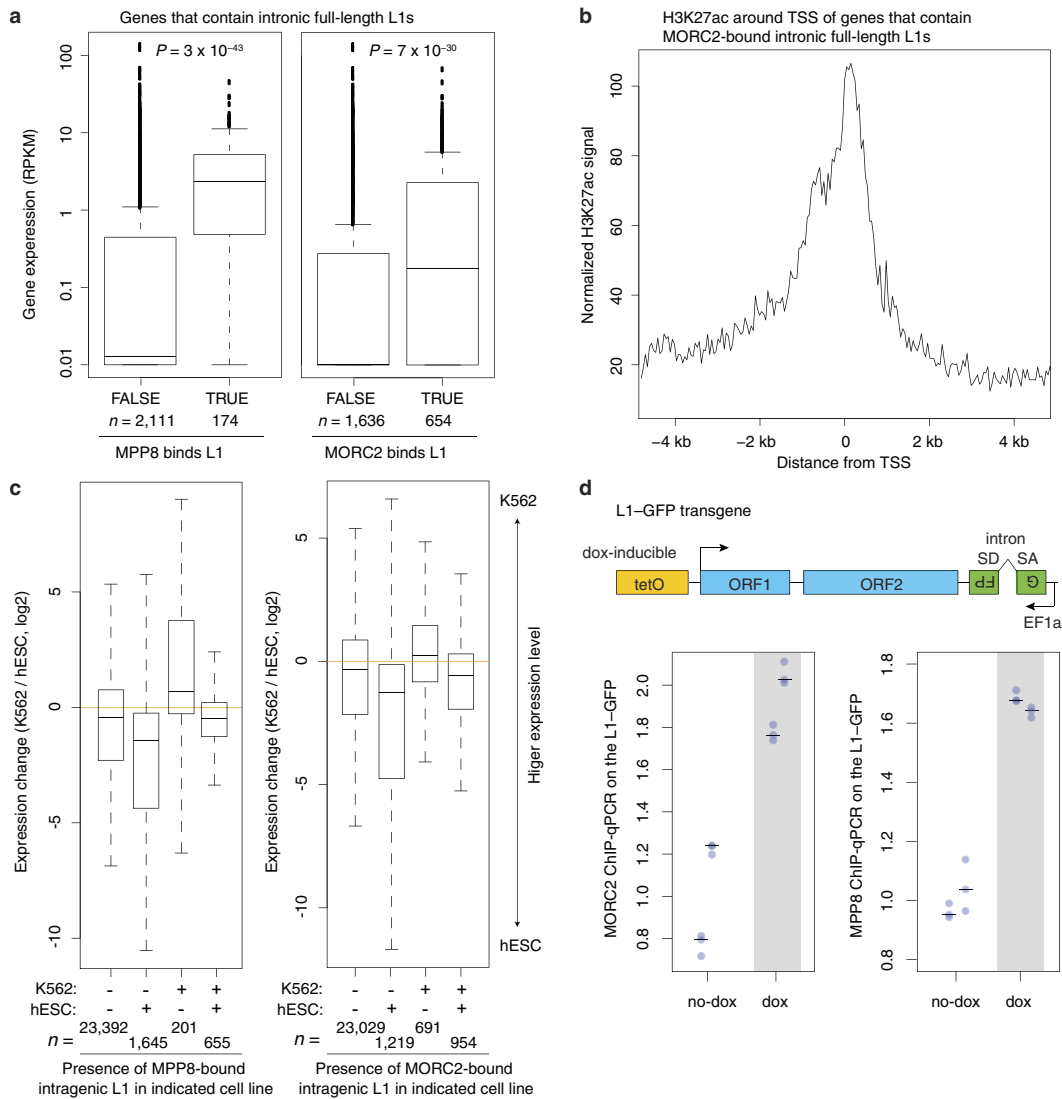 a
Genes that contain intronic full-length L1s
P = 3 x 10⁻⁴³
P = 7 x 10⁻³⁰
Gene experession (RPKM)
100
10
1
0.1
0.01
FALSE TRUE
n = 2,111 174
MPP8 binds L1
FALSE TRUE
n = 1,636 654
MORC2 binds L1
b
H3K27ac around TSS of genes that contain
MORC2-bound intronic full-length L1s
Normalized H3K27ac signal
100
80
60
40
20
−4 kb −2 kb 0 2 kb 4 kb
Distance from TSS
c
Expression change (K562 / hESC, log2)
5
0
-5
-10
K562: - - + +
hESC: - + - +
n = 23,392 1,645 201 655
Presence of MPP8-bound
intragenic L1 in indicated cell line
Expression change (K562 / hESC, log2)
5
0
-5
-10
- - + +
- + - +
n = 23,029 1,219 691 954
Presence of MORC2-bound
intragenic L1 in indicated cell line
K562
Higer expression level
hESC
d
L1–GFP transgene
dox-inducible
intron
SD SA
tetO ORF1 ORF2 FP G
EF1a
MORC2 ChIP-qPCR on the L1–GFP
2.0
1.8
1.6
1.4
1.2
1.0
0.8
no-dox dox
MPP8 ChIP-qPCR on the L1–GFP
1.8
1.6
1.4
1.2
1.0
0.8
no-dox dox